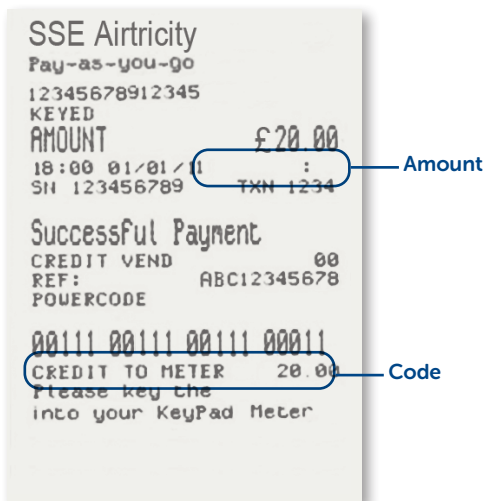 SSE Airtricity
Pay-as-you-go
12345678912345
KEYED
AMOUNT £20.00
18:00 01/01/11 :
SN 123456789 TXN 1234
Amount
Successful Payment
CREDIT VEND 00
REF: ABC12345678
POWERCODE
00111 00111 00111 00011
CREDIT TO METER 20.00
Code
Please key the
into your KeyPad Meter